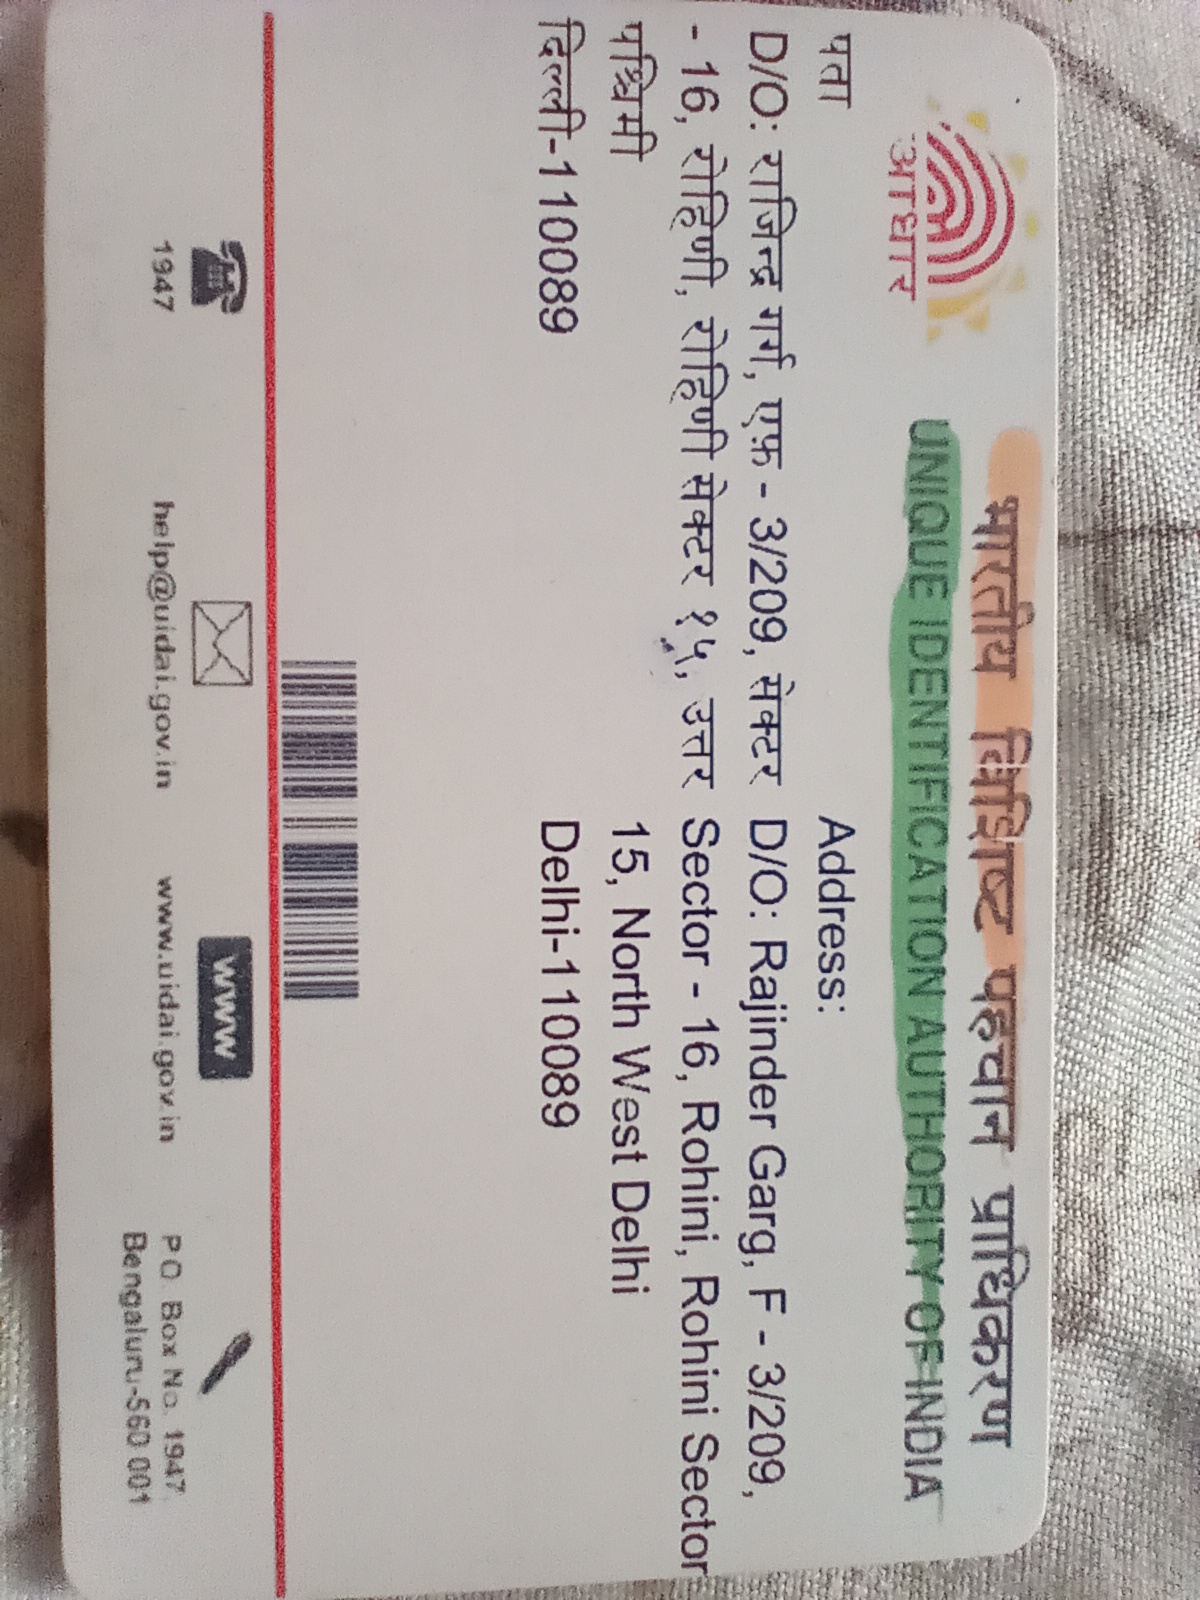 भारतीय विशिष्ट पहचान प्राधिकरण
UNIQUE IDENTIFICATION AUTHORITY OF INDIA
आधार
पता
D/O: राजिन्द्र गर्ग, एफ़ - 3/209, सेक्टर
- 16, रोहिणी, रोहिणी सेक्टर १५, उत्तर
पश्चिमी
दिल्ली-110089
Address:
D/O: Rajinder Garg, F - 3/209,
Sector - 16, Rohini, Rohini Sector
15, North West Delhi
Delhi-110089
1947
help@uidai.gov.in
www
www.uidai.gov.in
P.O. Box No. 1947,
Bengaluru-560 001